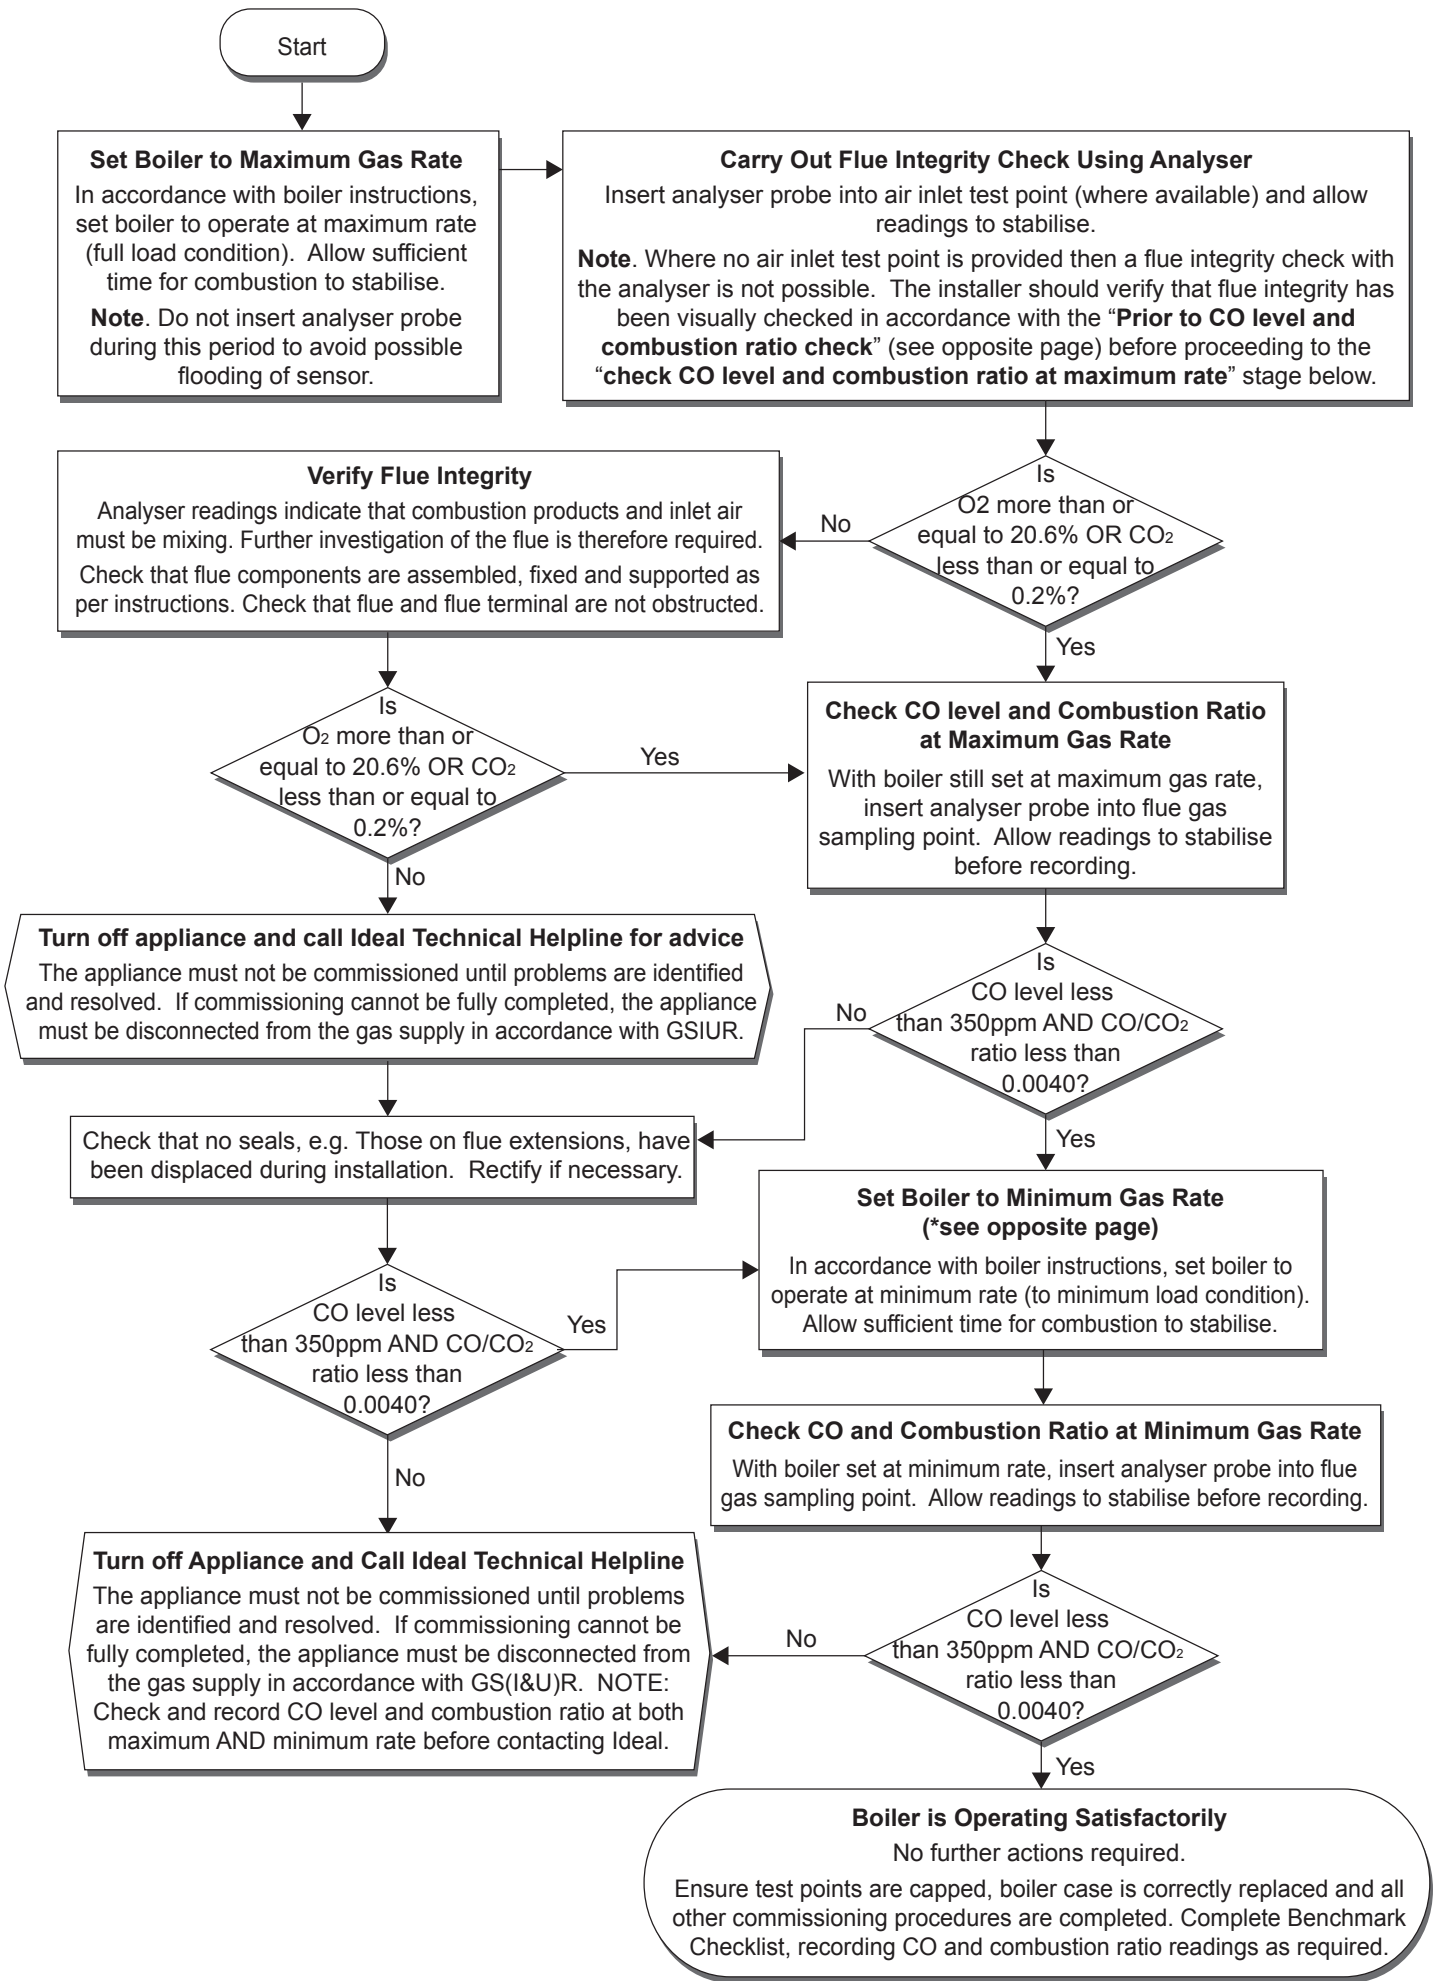 Start
Set Boiler to Maximum Gas Rate
In accordance with boiler instructions,
set boiler to operate at maximum rate
(full load condition). Allow sufficient
time for combustion to stabilise.
Note. Do not insert analyser probe
during this period to avoid possible
flooding of sensor.
Carry Out Flue Integrity Check Using Analyser
Insert analyser probe into air inlet test point (where available) and allow
readings to stabilise.
Note. Where no air inlet test point is provided then a flue integrity check with
the analyser is not possible. The installer should verify that flue integrity has
been visually checked in accordance with the “Prior to CO level and
combustion ratio check” (see opposite page) before proceeding to the
“check CO level and combustion ratio at maximum rate” stage below.
Is
O2 more than or
equal to 20.6% OR CO2
less than or equal to
0.2%?
No
Yes
Verify Flue Integrity
Analyser readings indicate that combustion products and inlet air
must be mixing. Further investigation of the flue is therefore required.
Check that flue components are assembled, fixed and supported as
per instructions. Check that flue and flue terminal are not obstructed.
Is
O2 more than or
equal to 20.6% OR CO2
less than or equal to
0.2%?
Yes
No
Check CO level and Combustion Ratio
at Maximum Gas Rate
With boiler still set at maximum gas rate,
insert analyser probe into flue gas
sampling point. Allow readings to stabilise
before recording.
Turn off appliance and call Ideal Technical Helpline for advice
The appliance must not be commissioned until problems are identified
and resolved. If commissioning cannot be fully completed, the appliance
must be disconnected from the gas supply in accordance with GSIUR.
Is
CO level less
than 350ppm AND CO/CO2
ratio less than
0.0040?
No
Yes
Check that no seals, e.g. Those on flue extensions, have
been displaced during installation. Rectify if necessary.
Set Boiler to Minimum Gas Rate
(*see opposite page)
In accordance with boiler instructions, set boiler to
operate at minimum rate (to minimum load condition).
Allow sufficient time for combustion to stabilise.
Is
CO level less
than 350ppm AND CO/CO2
ratio less than
0.0040?
Yes
No
Check CO and Combustion Ratio at Minimum Gas Rate
With boiler set at minimum rate, insert analyser probe into flue
gas sampling point. Allow readings to stabilise before recording.
Turn off Appliance and Call Ideal Technical Helpline
The appliance must not be commissioned until problems
are identified and resolved. If commissioning cannot be
fully completed, the appliance must be disconnected from
the gas supply in accordance with GS(I&U)R. NOTE:
Check and record CO level and combustion ratio at both
maximum AND minimum rate before contacting Ideal.
Is
CO level less
than 350ppm AND CO/CO2
ratio less than
0.0040?
No
Yes
Boiler is Operating Satisfactorily
No further actions required.
Ensure test points are capped, boiler case is correctly replaced and all
other commissioning procedures are completed. Complete Benchmark
Checklist, recording CO and combustion ratio readings as required.